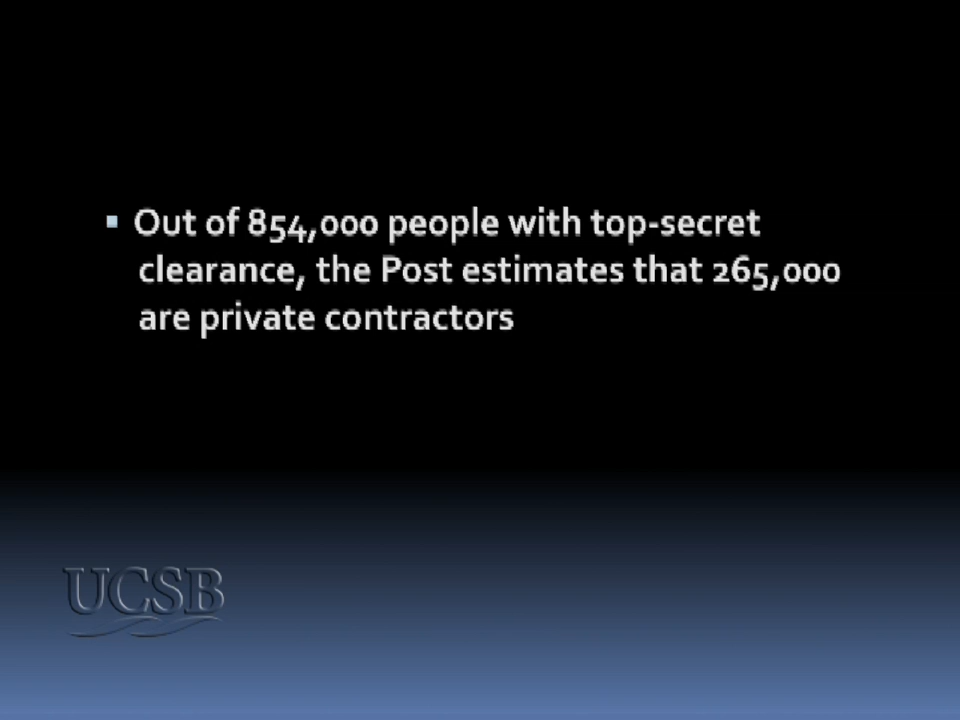 ▪ Out of 854,000 people with top-secret
clearance, the Post estimates that 265,000
are private contractors
UCSB